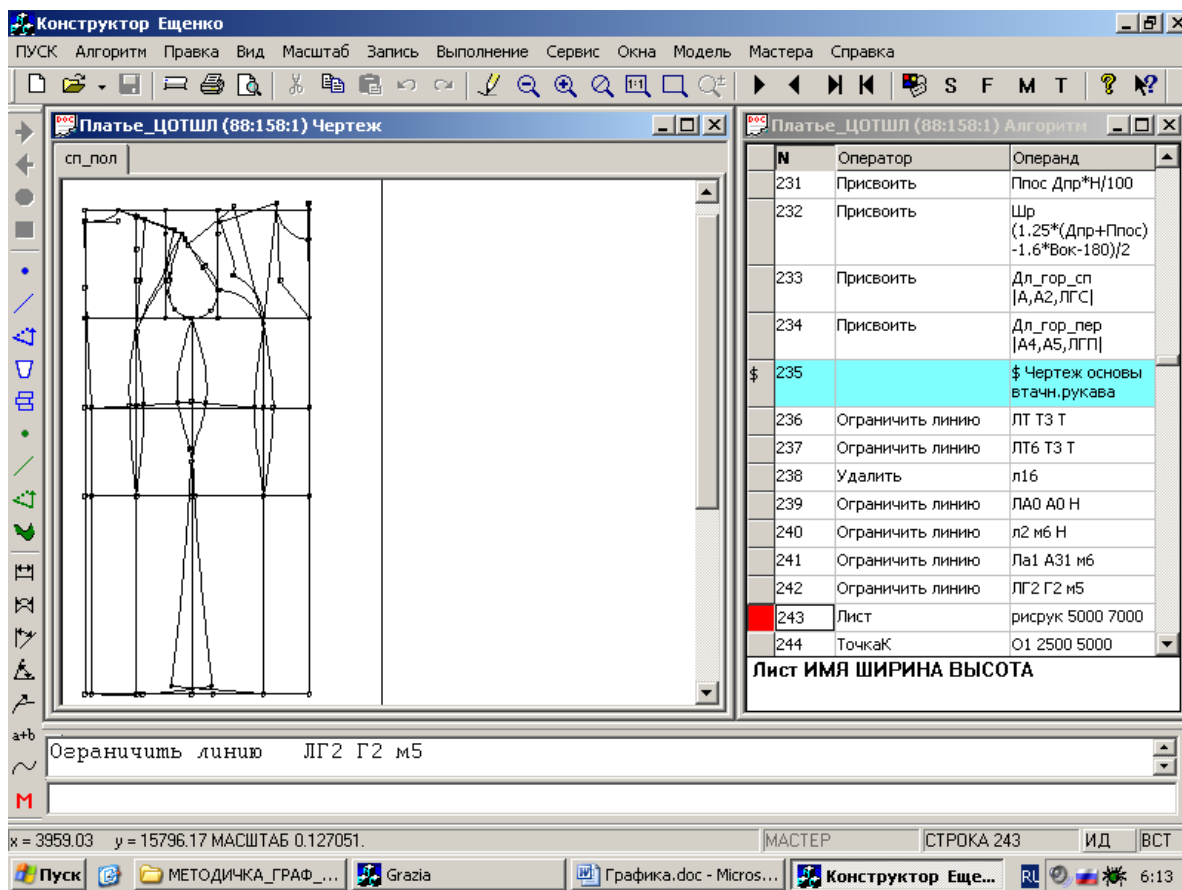 Конструктор Ещенко
ПУСК Алгоритм Правка Вид Масштаб Запись Выполнение Сервис Окна Модель Мастера Справка
1:1 S F M T
Платье_ЦОТШЛ (88:158:1) Чертеж
сп_пол
Платье_ЦОТШЛ (88:158:1) Алгоритм
N Оператор Операнд
231 Присвоить Ппос Дпр*Н/100
232 Присвоить Шр
(1.25*(Дпр+Ппос)
-1.6*Вок-180)/2
233 Присвоить Дл_гор_сп
|А,А2,ЛГС|
234 Присвоить Дл_гор_пер
|А4,А5,ЛГП|
$ 235 $ Чертеж основы
втачн.рукава
236 Ограничить линию ЛТ Т3 Т
237 Ограничить линию ЛТ6 Т3 Т
238 Удалить л16
239 Ограничить линию ЛА0 А0 Н
240 Ограничить линию л2 м6 Н
241 Ограничить линию Ла1 А31 м6
242 Ограничить линию ЛГ2 Г2 м5
243 Лист рисрук 5000 7000
244 ТочкаК О1 2500 5000
Лист ИМЯ ШИРИНА ВЫСОТА
a+b
M
Ограничить линию ЛГ2 Г2 м5
x = 3959.03 y = 15796.17 МАСШТАБ 0.127051.
МАСТЕР СТРОКА 243 ИД ВСТ
Пуск МЕТОДИЧКА_ГРАФ_... Grazia Графика.doc - Micros... Конструктор Еще... RU 6:13